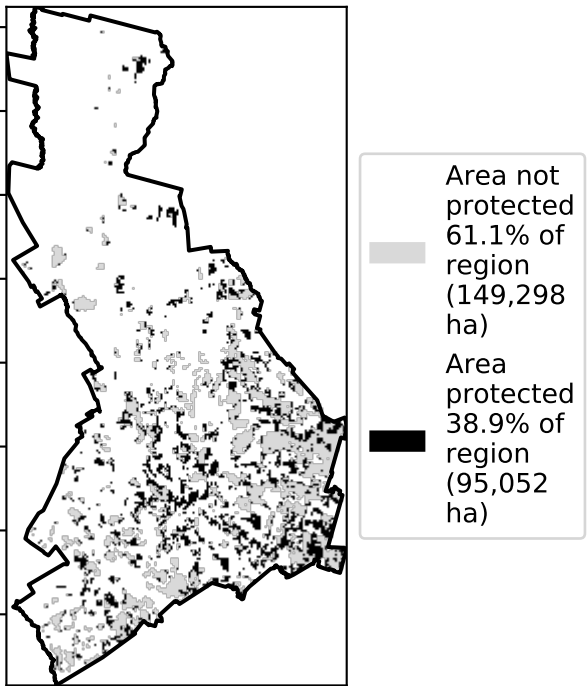 Area not
protected
61.1% of
region
(149,298
ha)
Area
protected
38.9% of
region
(95,052
ha)